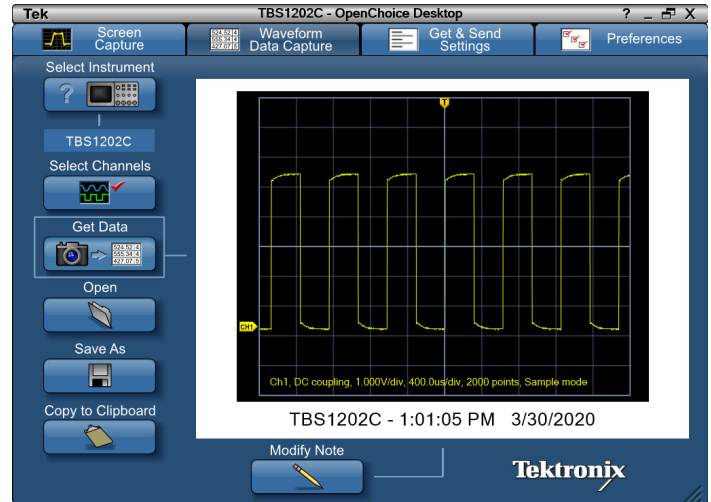 Tek
TBS1202C - OpenChoice Desktop
? _ X
Screen
Capture
Waveform
Data Capture
Get & Send
Settings
Preferences
Select Instrument
?
TBS1202C
Select Channels
Get Data
Open
Save As
Copy to Clipboard
T
CH1
Ch1, DC coupling, 1.000V/div, 400.0us/div, 2000 points, Sample mode
TBS1202C - 1:01:05 PM 3/30/2020
Modify Note
Tektronix